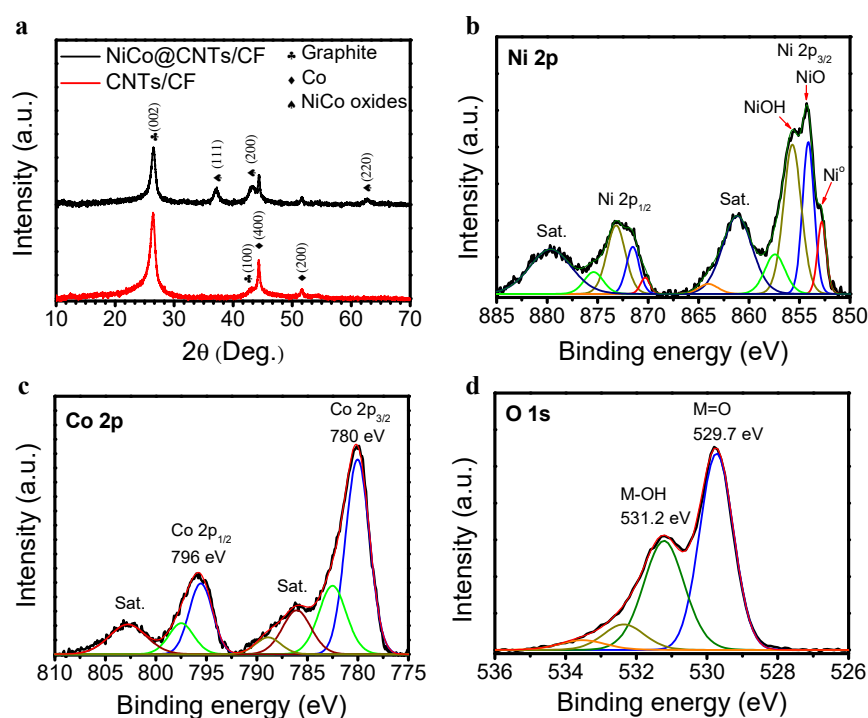 a
NiCo@CNTs/CF
CNTs/CF
♣ Graphite
♦ Co
♠ NiCo oxides
♣(002)
♠(111)
♠(200)
♠(220)
♣(100)
♦(400)
♦(200)
Intensity (a.u.)
10 20 30 40 50 60 70
2θ (Deg.)
b
Ni 2p
Ni 2p3/2
NiO
NiOH
Ni°
Ni 2p1/2
Sat.
Sat.
Intensity (a.u.)
885 880 875 870 865 860 855 850
Binding energy (eV)
c
Co 2p
Co 2p3/2
780 eV
Co 2p1/2
796 eV
Sat.
Sat.
Intensity (a.u.)
810 805 800 795 790 785 780 775
Binding energy (eV)
d
O 1s
M=O
529.7 eV
M-OH
531.2 eV
Intensity (a.u.)
536 534 532 530 528 526
Binding energy (eV)